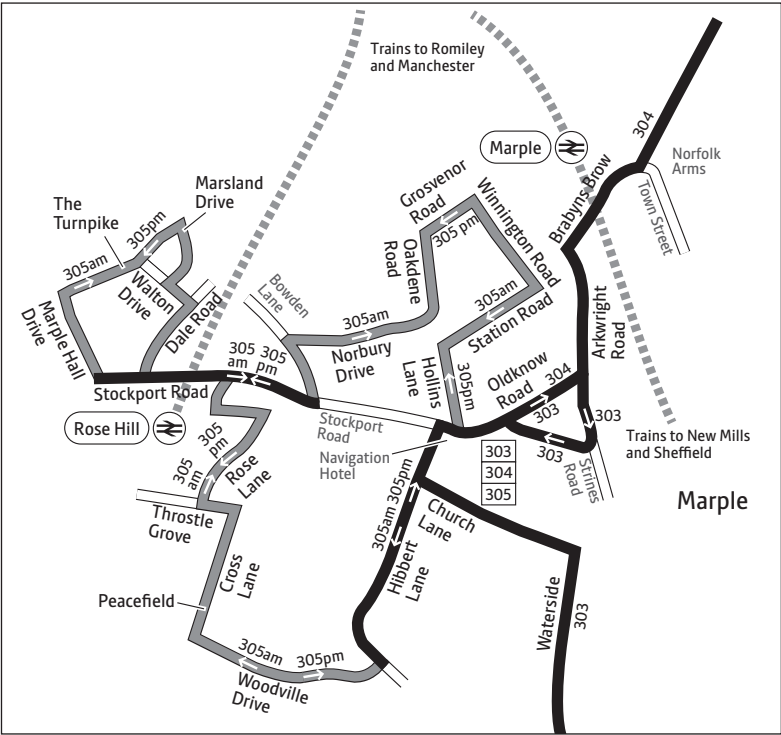 Trains to Romiley
and Manchester
304
Marple
Norfolk
Arms
Town Street
Brabyns Brow
Marsland
Drive
The
Turnpike
305pm
305am
Walton
Drive
Marple Hall
Drive
Dale Road
Grosvenor
Road
305 pm
Winnington Road
Oakdene
Road
305am
Station Road
Bowden
Lane
305am
Norbury
Drive
Arkwright
Road
305
am
305
pm
Stockport Road
Hollins
Lane
305pm
Oldknow
Road
304
303
303
303
Stockport
Road
Navigation
Hotel
Rose Hill
303
304
305
Strines
Road
Trains to New Mills
and Sheffield
Marple
305
pm
305
am
Rose
Lane
Throstle
Grove
305am 305pm
Church
Lane
Hibbert
Lane
Cross
Lane
Peacefield
Waterside
303
305am
305pm
Woodville
Drive